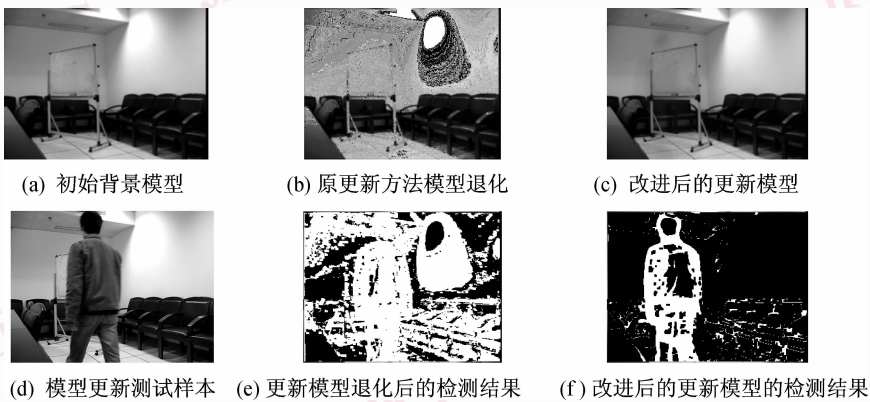 (a) 初始背景模型
(b) 原更新方法模型退化
(c) 改进后的更新模型
(d) 模型更新测试样本
(e) 更新模型退化后的检测结果
(f) 改进后的更新模型的检测结果